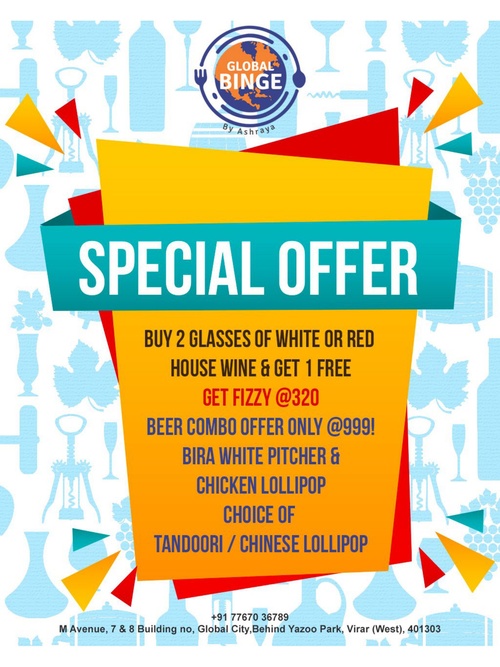 GLOBAL
BINGE
By Ashraya
SPECIAL OFFER
BUY 2 GLASSES OF WHITE OR RED
HOUSE WINE & GET 1 FREE
GET FIZZY @320
BEER COMBO OFFER ONLY @999!
BIRA WHITE PITCHER &
CHICKEN LOLLIPOP
CHOICE OF
TANDOORI / CHINESE LOLLIPOP
+91 77670 36789
M Avenue, 7 & 8 Building no, Global City,Behind Yazoo Park, Virar (West), 401303